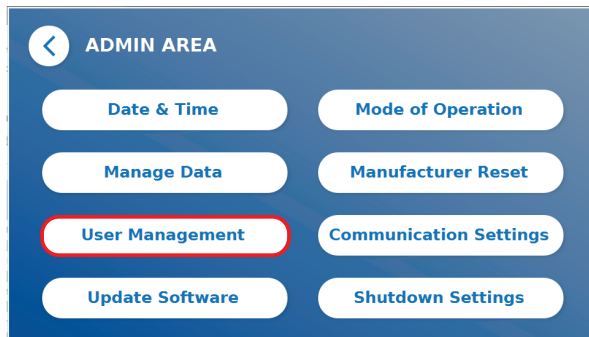 ADMIN AREA
Date & Time
Mode of Operation
Manage Data
Manufacturer Reset
User Management
Communication Settings
Update Software
Shutdown Settings